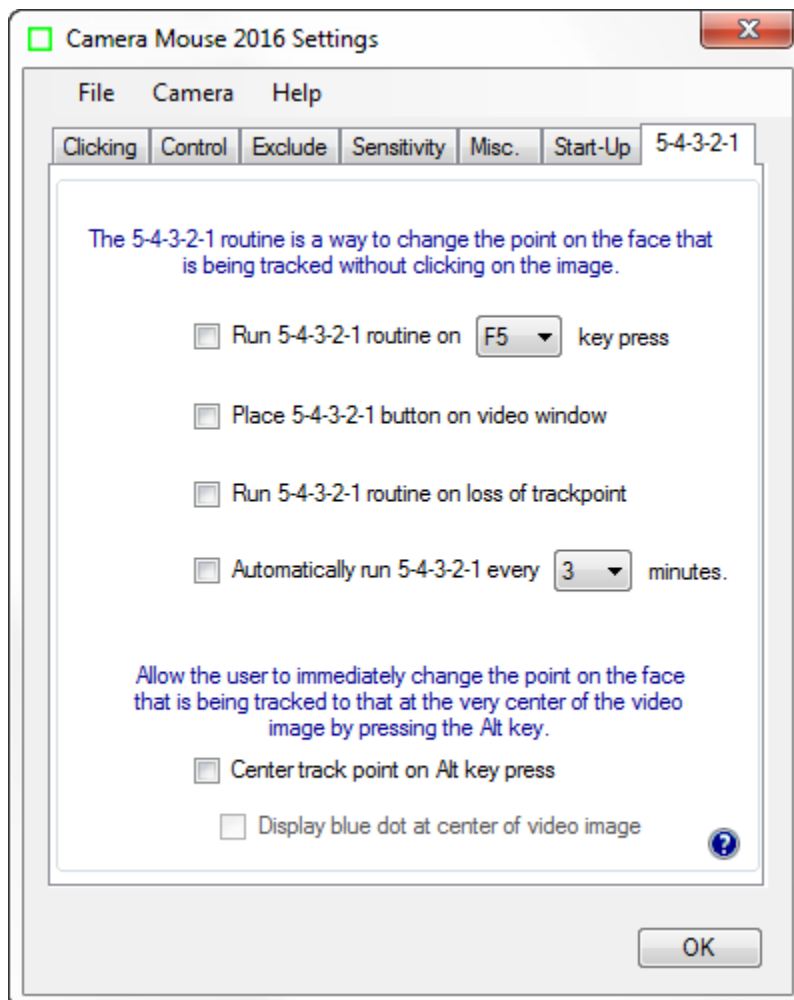 Camera Mouse 2016 Settings
File Camera Help
Clicking Control Exclude Sensitivity Misc. Start-Up 5-4-3-2-1
The 5-4-3-2-1 routine is a way to change the point on the face that
is being tracked without clicking on the image.
Run 5-4-3-2-1 routine on F5 key press
Place 5-4-3-2-1 button on video window
Run 5-4-3-2-1 routine on loss of trackpoint
Automatically run 5-4-3-2-1 every 3 minutes.
Allow the user to immediately change the point on the face
that is being tracked to that at the very center of the video
image by pressing the Alt key.
Center track point on Alt key press
Display blue dot at center of video image
?
OK